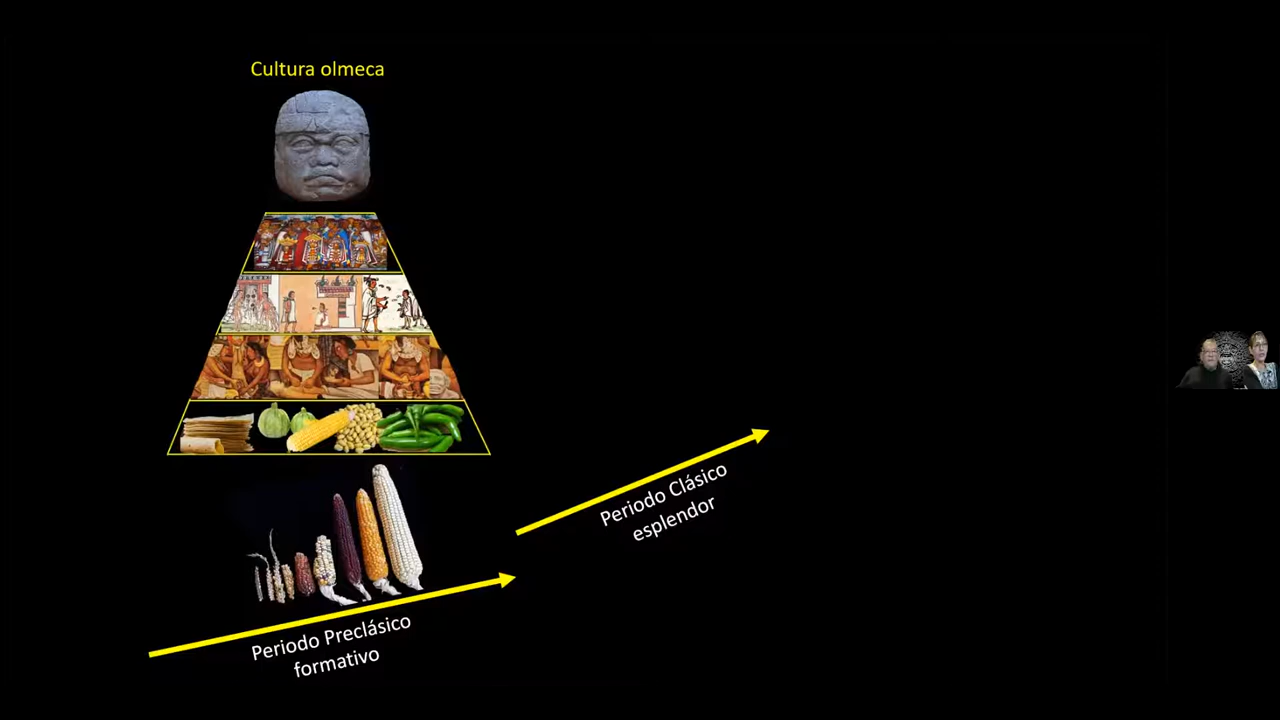 Cultura olmeca
Periodo Clásico
esplendor
Periodo Preclásico
formativo